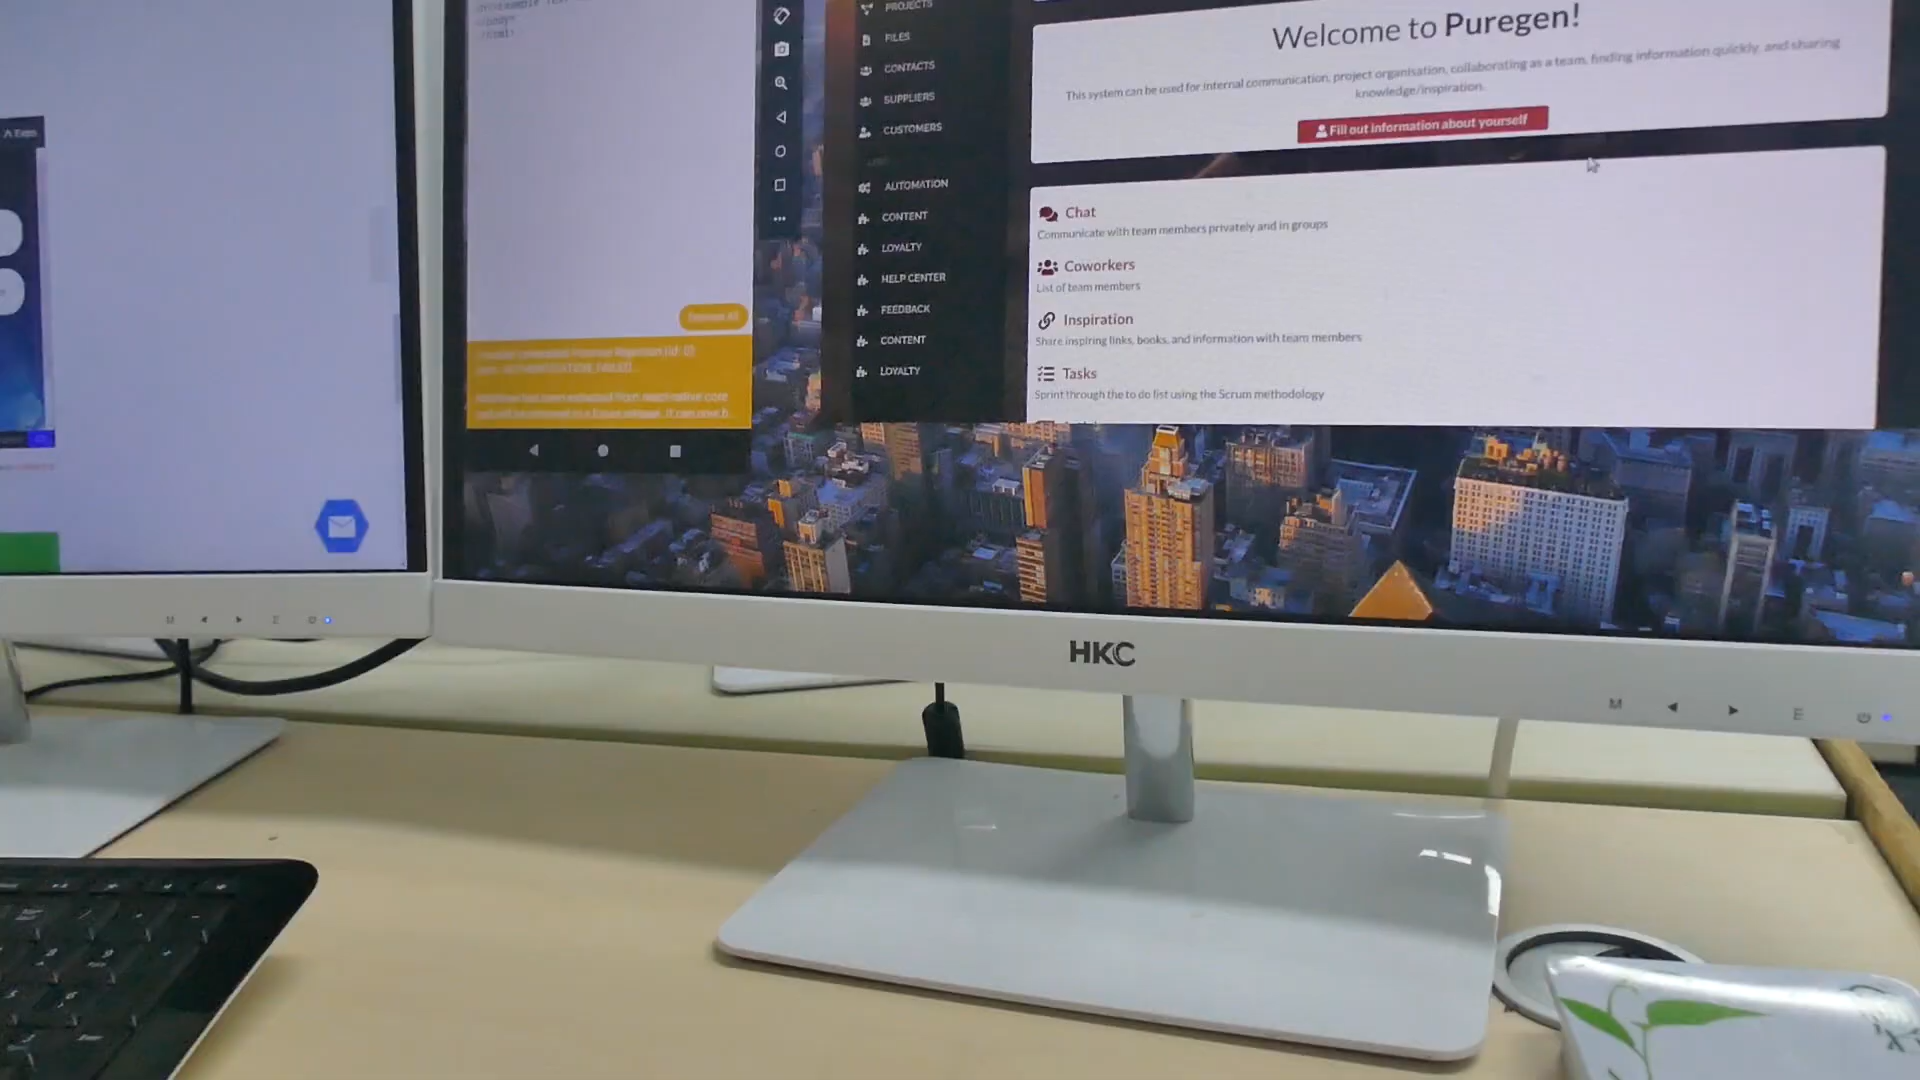 </body>
</html>
PROJECTS
FILES
CONTACTS
SUPPLIERS
CUSTOMERS
AUTOMATION
CONTENT
LOYALTY
HELP CENTER
FEEDBACK
CONTENT
LOYALTY
Welcome to Puregen!
This system can be used for internal communication, project organisation, collaborating as a team, finding information quickly, and sharing
knowledge/inspiration.
Fill out information about yourself
Chat
Communicate with team members privately and in groups
Coworkers
List of team members
Inspiration
Share inspiring links, books, and information with team members
Tasks
Sprint through the to do list using the Scrum methodology
HKC
M
E
M
E